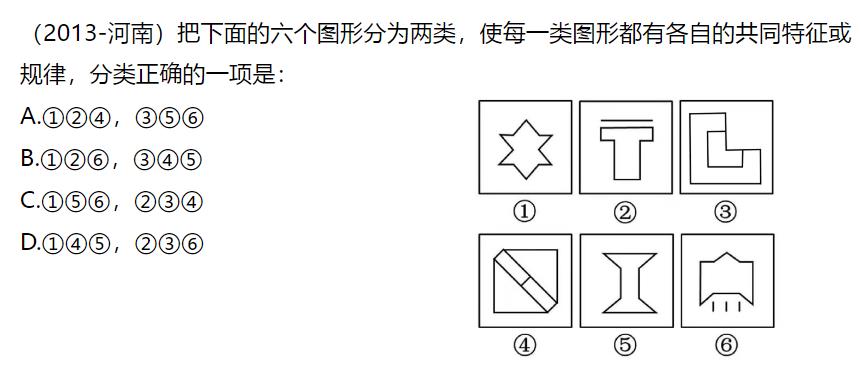 （2013-河南）把下面的六个图形分为两类，使每一类图形都有各自的共同特征或
规律，分类正确的一项是：
A.①②④，③⑤⑥
B.①②⑥，③④⑤
C.①⑤⑥，②③④
D.①④⑤，②③⑥
① ② ③
④ ⑤ ⑥